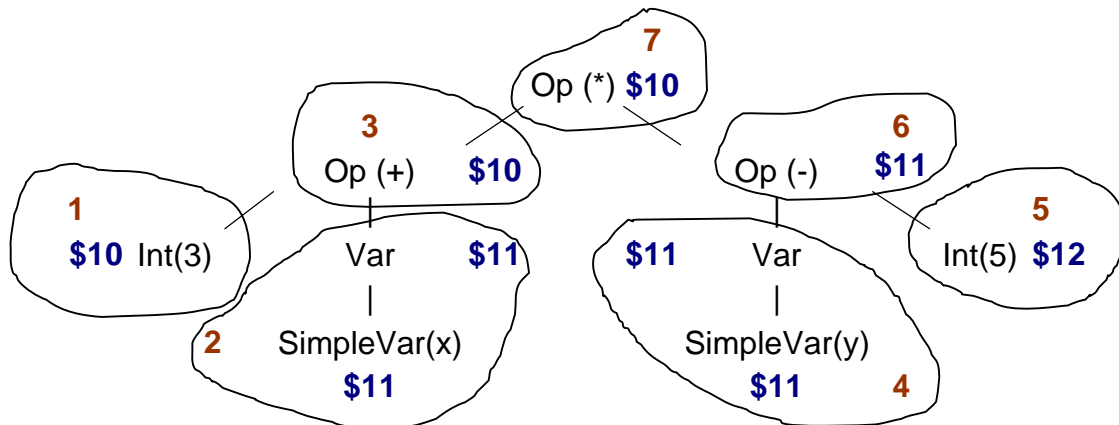 7
Op (*) $10
3
6
Op (+) $10
Op (-) $11
1
5
$10 Int(3)
Var $11
$11 Var
Int(5) $12
|
|
2 SimpleVar(x)
SimpleVar(y)
$11
$11 4